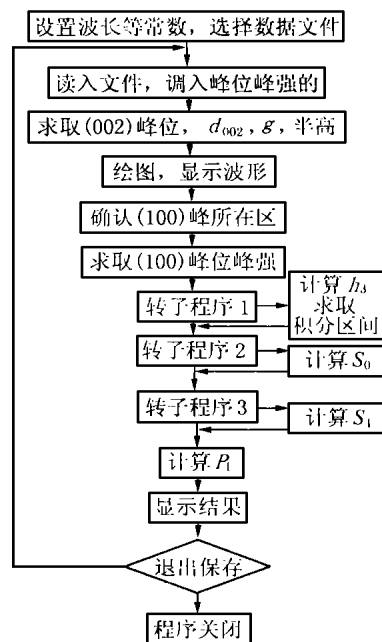 设置波长等常数，选择数据文件
读入文件，调入峰位峰强的
求取(002)峰位，d₀₀₂,g,半高
绘图，显示波形
确认(100)峰所在区
求取(100)峰位峰强
转子程序1
计算h₃
求取
积分区间
转子程序2
计算S₀
转子程序3
计算S₁
计算P₁
显示结果
退出保存
程序关闭